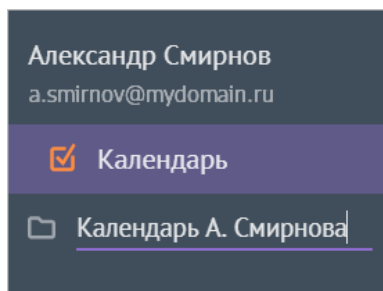 Александр Смирнов
a.smirnov@mydomain.ru
Календарь
Календарь А. Смирнова